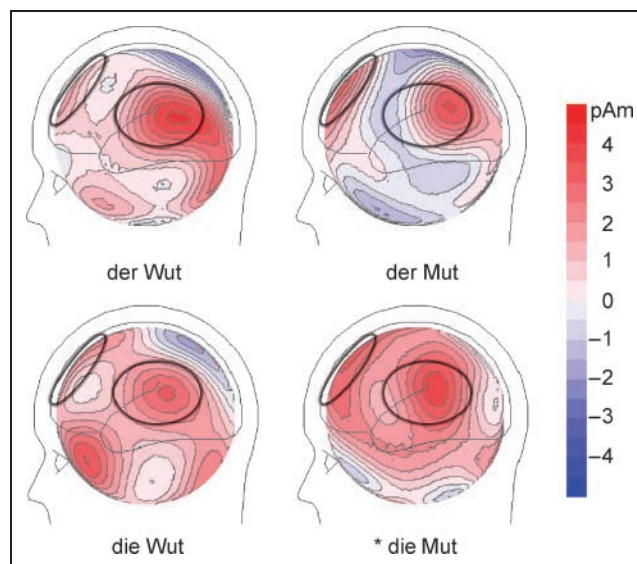 der Wut
der Mut
die Wut
* die Mut
pAm
4
3
2
1
0
−1
−2
−3
−4